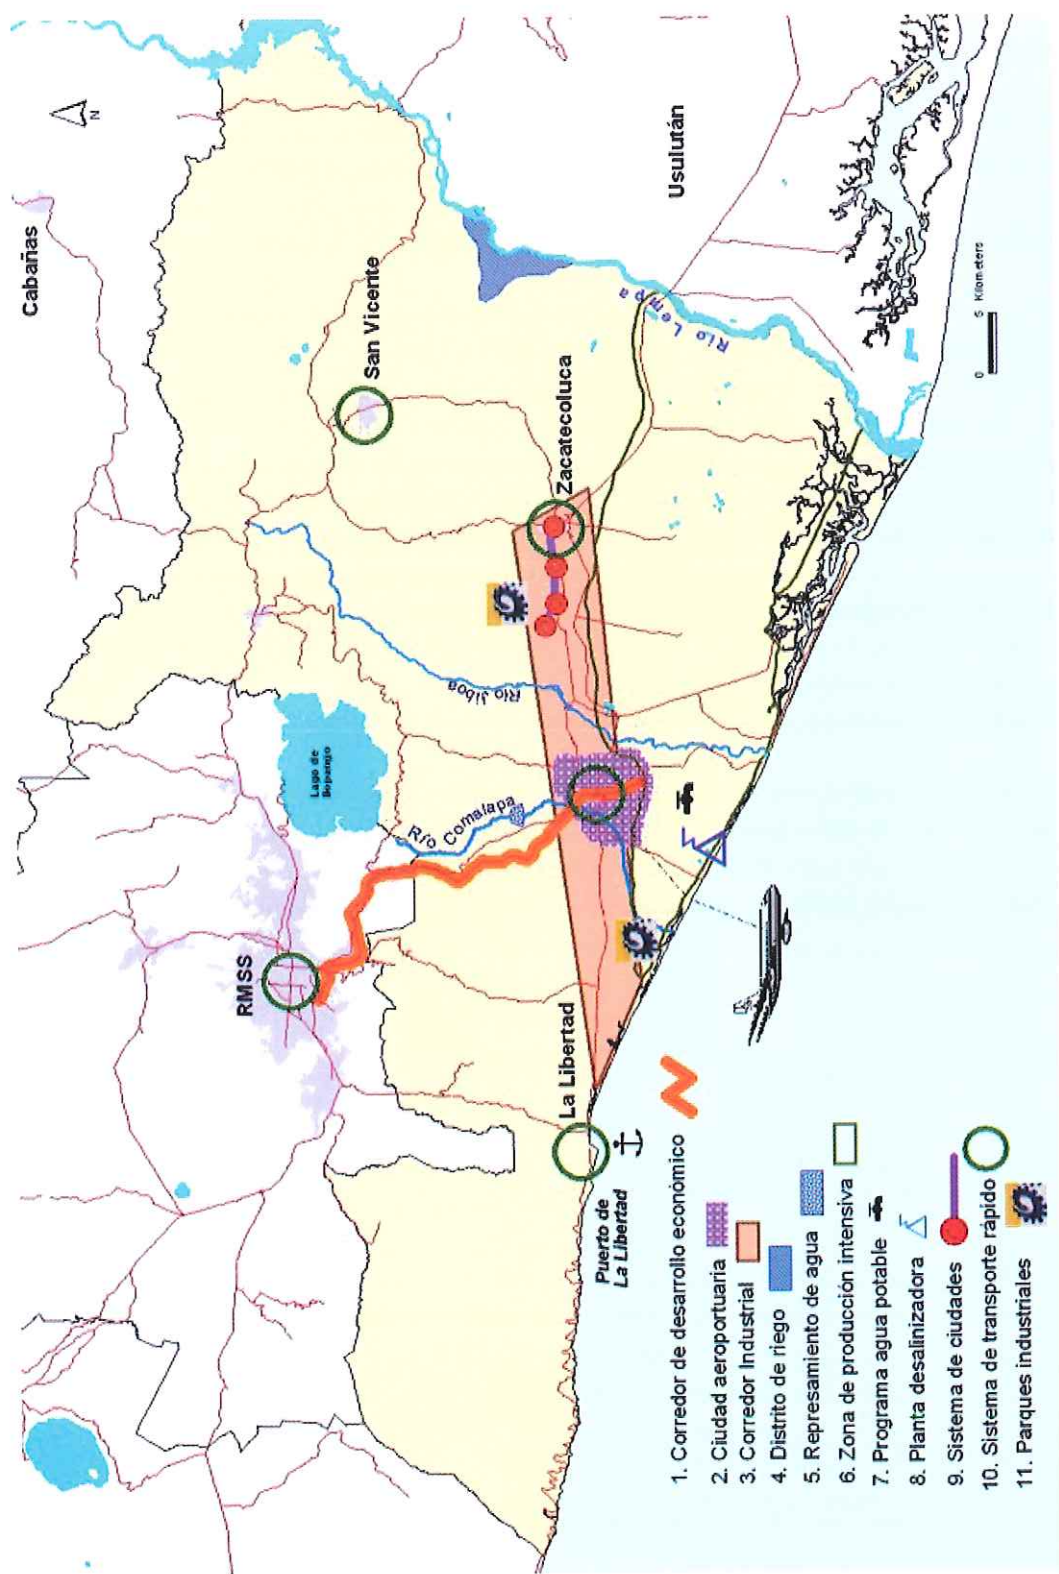 Cabañas
N
San Vicente
Usulután
RMSS
Lago de
Ilopango
Río Jiboa
Río Comalapa
Zacatecoluca
Río Lempa
La Libertad
Puerto de
La Libertad
0 5 Kilometers
1. Corredor de desarrollo económico
2. Ciudad aeroportuaria
3. Corredor Industrial
4. Distrito de riego
5. Represamiento de agua
6. Zona de producción intensiva
7. Programa agua potable
8. Planta desalinizadora
9. Sistema de ciudades
10. Sistema de transporte rápido
11. Parques industriales